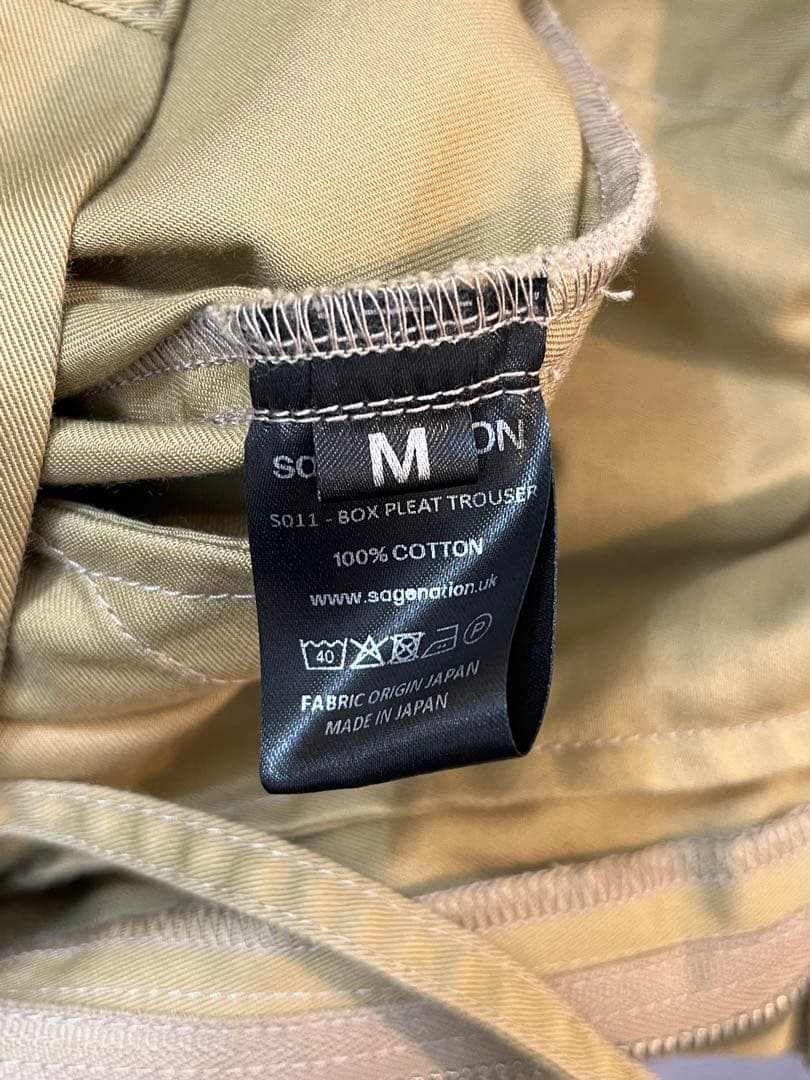 M
S011 - BOX PLEAT TROUSER
100% COTTON
www.sagenation.uk
40
P
FABRIC ORIGIN JAPAN
MADE IN JAPAN